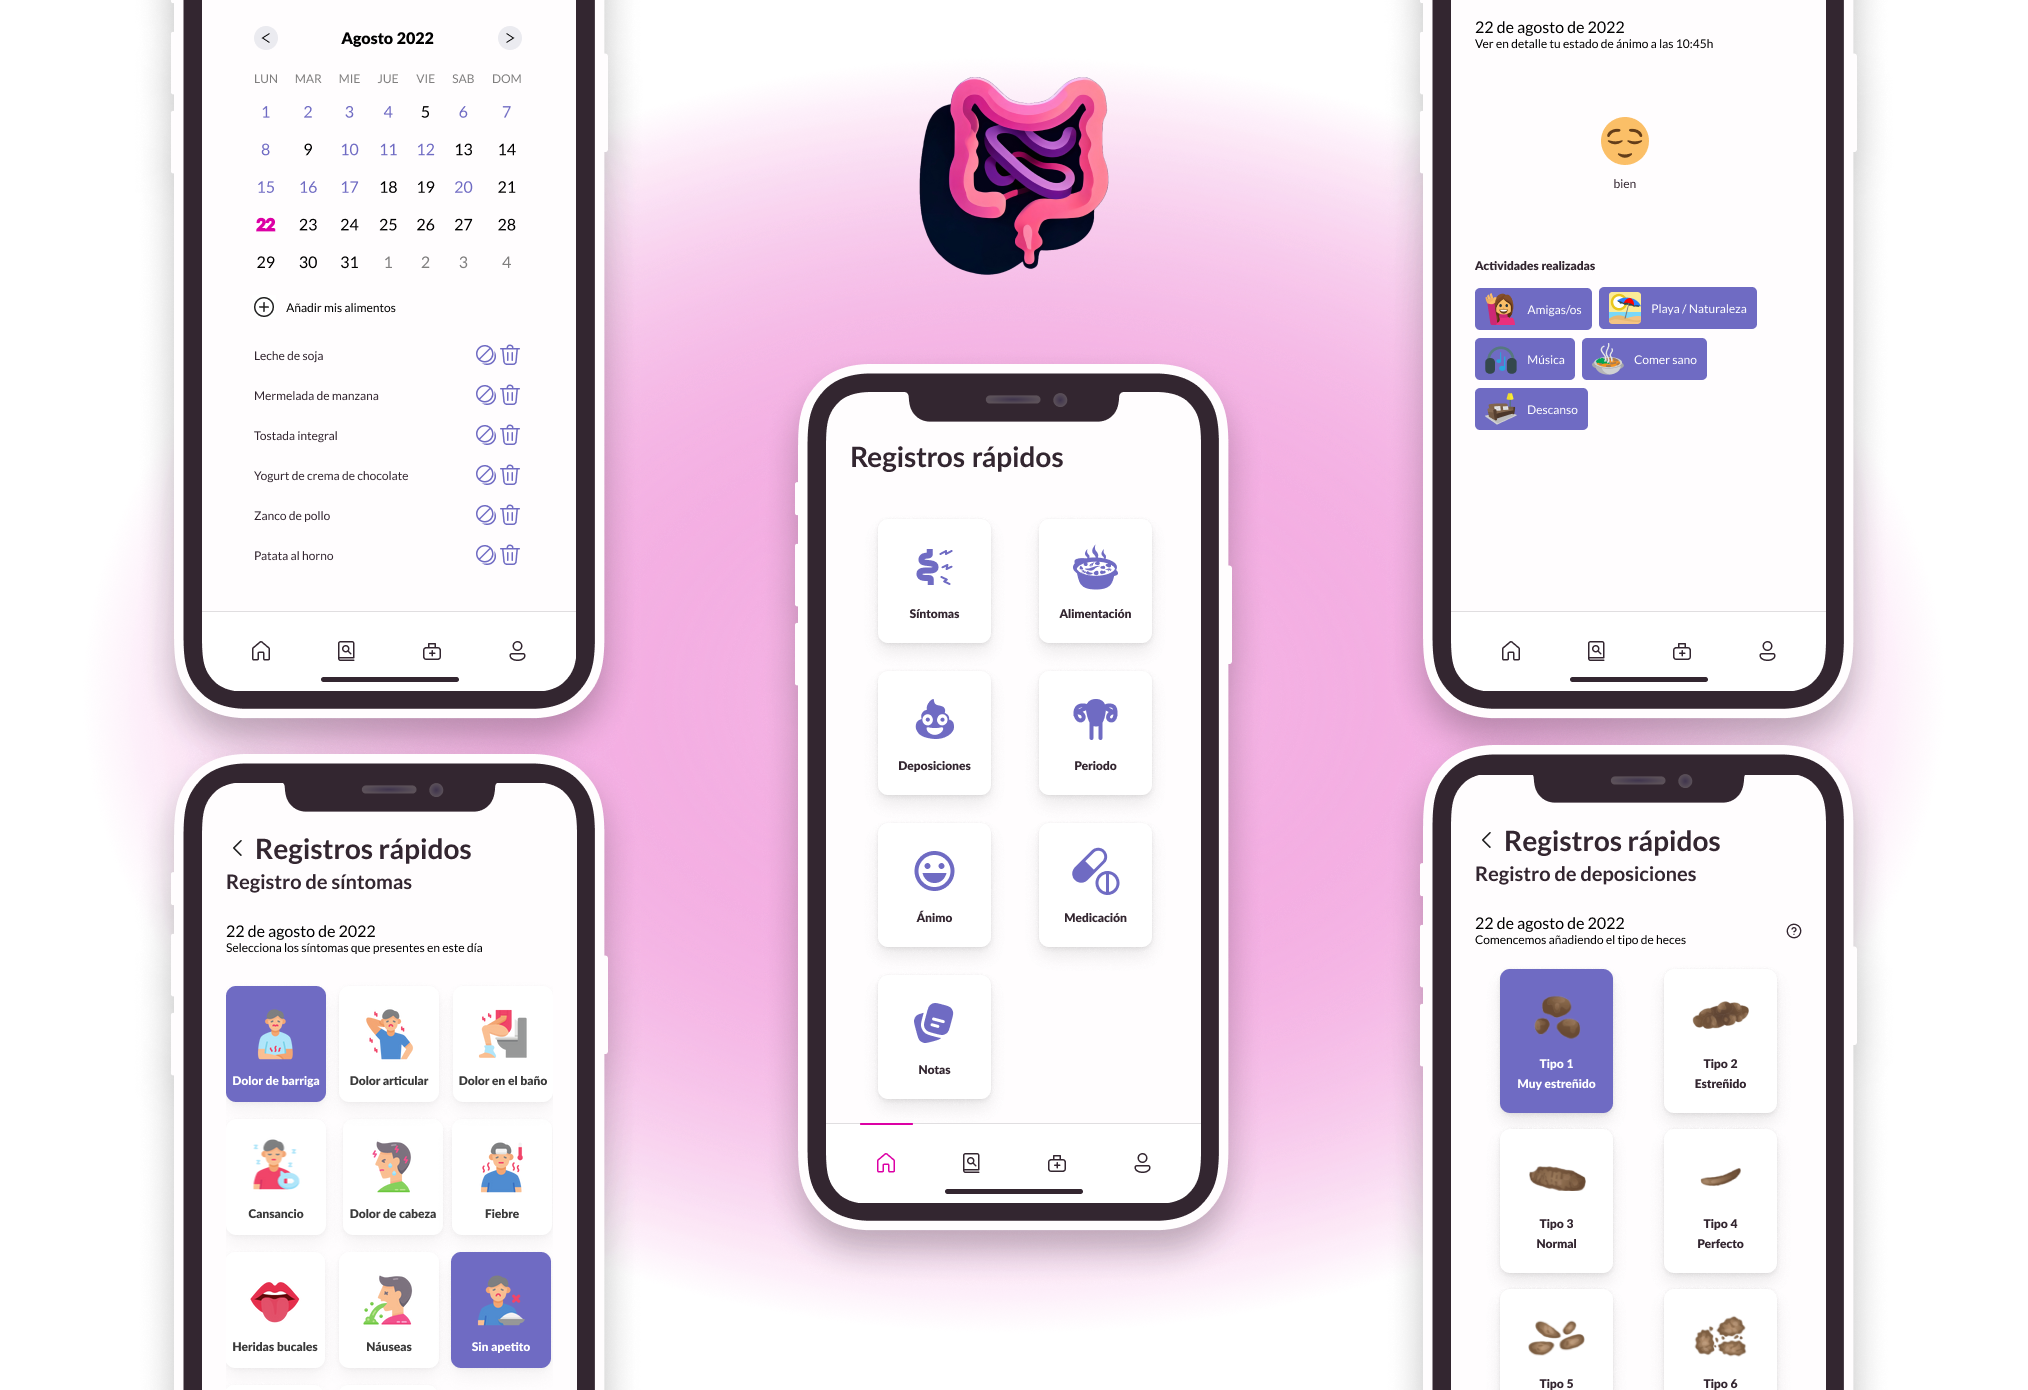 Agosto 2022
LUN MAR MIE JUE VIE SAB DOM
1 2 3 4 5 6 7
8 9 10 11 12 13 14
15 16 17 18 19 20 21
22 23 24 25 26 27 28
29 30 31 1 2 3 4
Añadir mis alimentos
Leche de soja
Mermelada de manzana
Tostada integral
Yogurt de crema de chocolate
Zanco de pollo
Patata al horno
Registros rápidos
Registro de síntomas
22 de agosto de 2022
Selecciona los síntomas que presentes en este día
Dolor de barriga
Dolor articular
Dolor en el baño
Cansancio
Dolor de cabeza
Fiebre
Heridas bucales
Náuseas
Sin apetito
Registros rápidos
Síntomas
Alimentación
Deposiciones
Periodo
Ánimo
Medicación
Notas
22 de agosto de 2022
Ver en detalle tu estado de ánimo a las 10:45h
bien
Actividades realizadas
Amigas/os
Playa / Naturaleza
Música
Comer sano
Descanso
Registros rápidos
Registro de deposiciones
22 de agosto de 2022
Comencemos añadiendo el tipo de heces
Tipo 1
Muy estreñido
Tipo 2
Estreñido
Tipo 3
Normal
Tipo 4
Perfecto
Tipo 5
Tipo 6